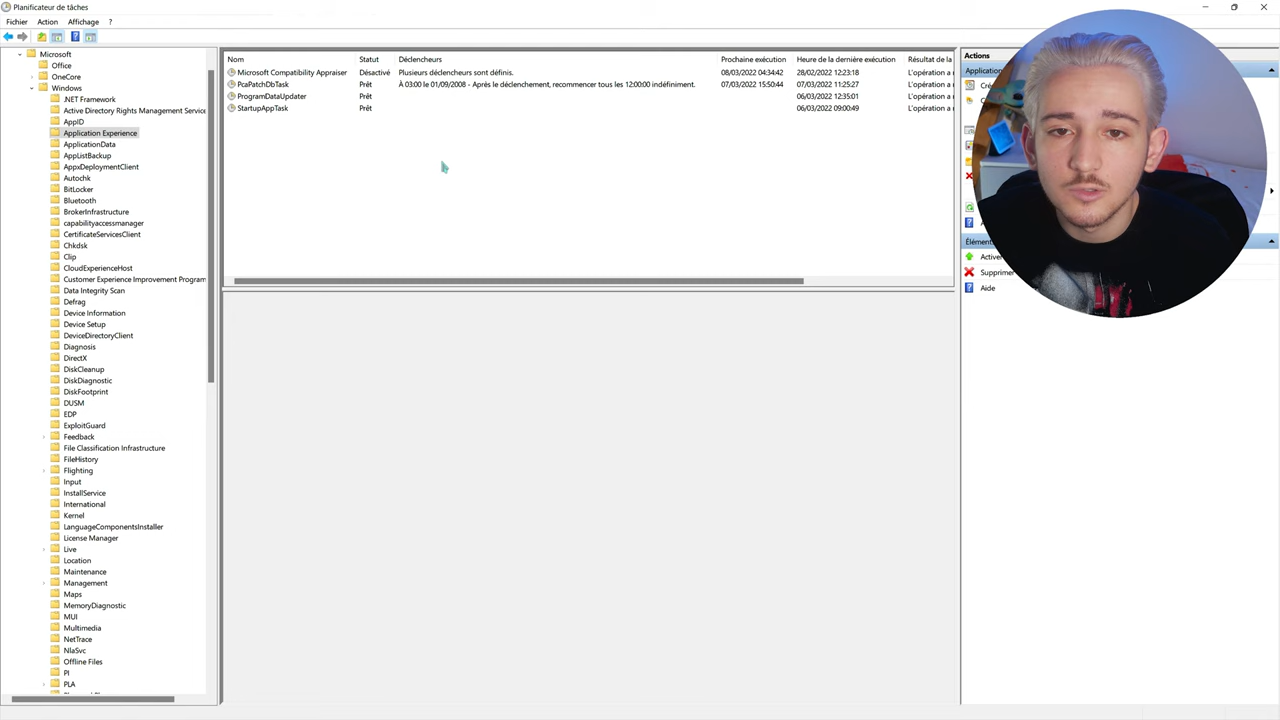 Planificateur de tâches
Fichier Action Affichage ?
Microsoft
Office
OneCore
Windows
.NET Framework
Active Directory Rights Management Service
AppID
Application Experience
ApplicationData
AppListBackup
AppxDeploymentClient
Autochk
BitLocker
Bluetooth
BrokerInfrastructure
capabilityaccessmanager
CertificateServicesClient
Chkdsk
Clip
CloudExperienceHost
Customer Experience Improvement Program
Data Integrity Scan
Defrag
Device Information
Device Setup
DeviceDirectoryClient
Diagnosis
DirectX
DiskCleanup
DiskDiagnostic
DiskFootprint
DUSM
EDP
ExploitGuard
Feedback
File Classification Infrastructure
FileHistory
Flighting
Input
InstallService
International
Kernel
LanguageComponentsInstaller
License Manager
Live
Location
Maintenance
Management
Maps
MemoryDiagnostic
MUI
Multimedia
NetTrace
NlaSvc
Offline Files
PI
PLA
Nom Statut Déclencheurs Prochaine exécution Heure de la dernière exécution Résultat de la
Microsoft Compatibility Appraiser Désactivé Plusieurs déclencheurs sont définis. 08/03/2022 04:34:42 28/02/2022 12:23:18 L'opération a
PcaPatchDbTask Prêt À 03:00 le 01/09/2008 - Après le déclenchement, recommencer tous les 12:00:00 indéfiniment. 07/03/2022 15:50:44 07/03/2022 11:25:27 L'opération a
ProgramDataUpdater Prêt 06/03/2022 12:35:01 L'opération a
StartupAppTask Prêt 06/03/2022 09:00:49 L'opération a
Actions
Application
Cré
Élément
Activer
Supprimer
Aide